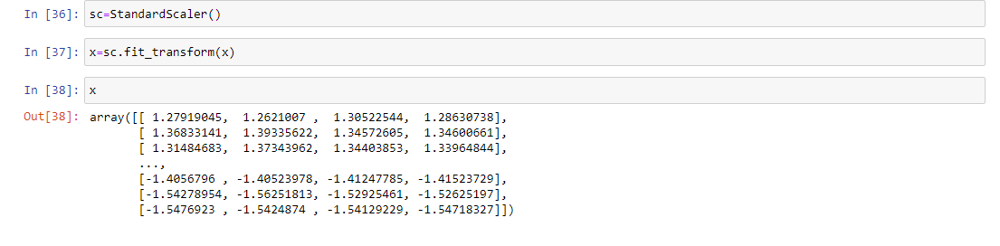 In [36]: sc=StandardScaler()
In [37]: x=sc.fit_transform(x)
In [38]: x
Out[38]: array([[ 1.27919045,  1.2621007 ,  1.30522544,  1.28630738],
[ 1.36833141,  1.39335622,  1.34572605,  1.34600661],
[ 1.31484683,  1.37343962,  1.34403853,  1.33964844],
...,
[-1.4056796 , -1.40523978, -1.41247785, -1.41523729],
[-1.54278954, -1.56251813, -1.52925461, -1.52625197],
[-1.5476923 , -1.5424874 , -1.54129229, -1.54718327]])